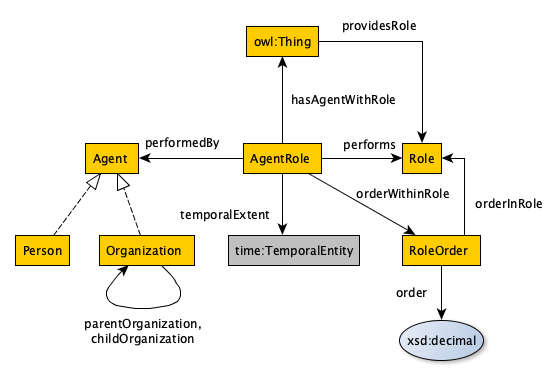 providesRole
owl:Thing
hasAgentWithRole
performedBy
performs
Agent
AgentRole
Role
orderWithinRole
orderInRole
temporalExtent
Person
Organization
time:TemporalEntity
RoleOrder
order
parentOrganization,
childOrganization
xsd:decimal